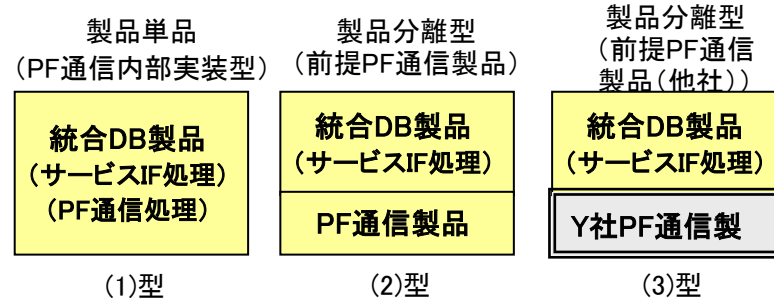 製品単品
（PF通信内部実装型）
統合DB製品
（サービスIF処理）
（PF通信処理）
(1)型
製品分離型
（前提PF通信製品）
統合DB製品
（サービスIF処理）
PF通信製品
(2)型
製品分離型
（前提PF通信
製品（他社））
統合DB製品
（サービスIF処理）
Y社PF通信製
(3)型